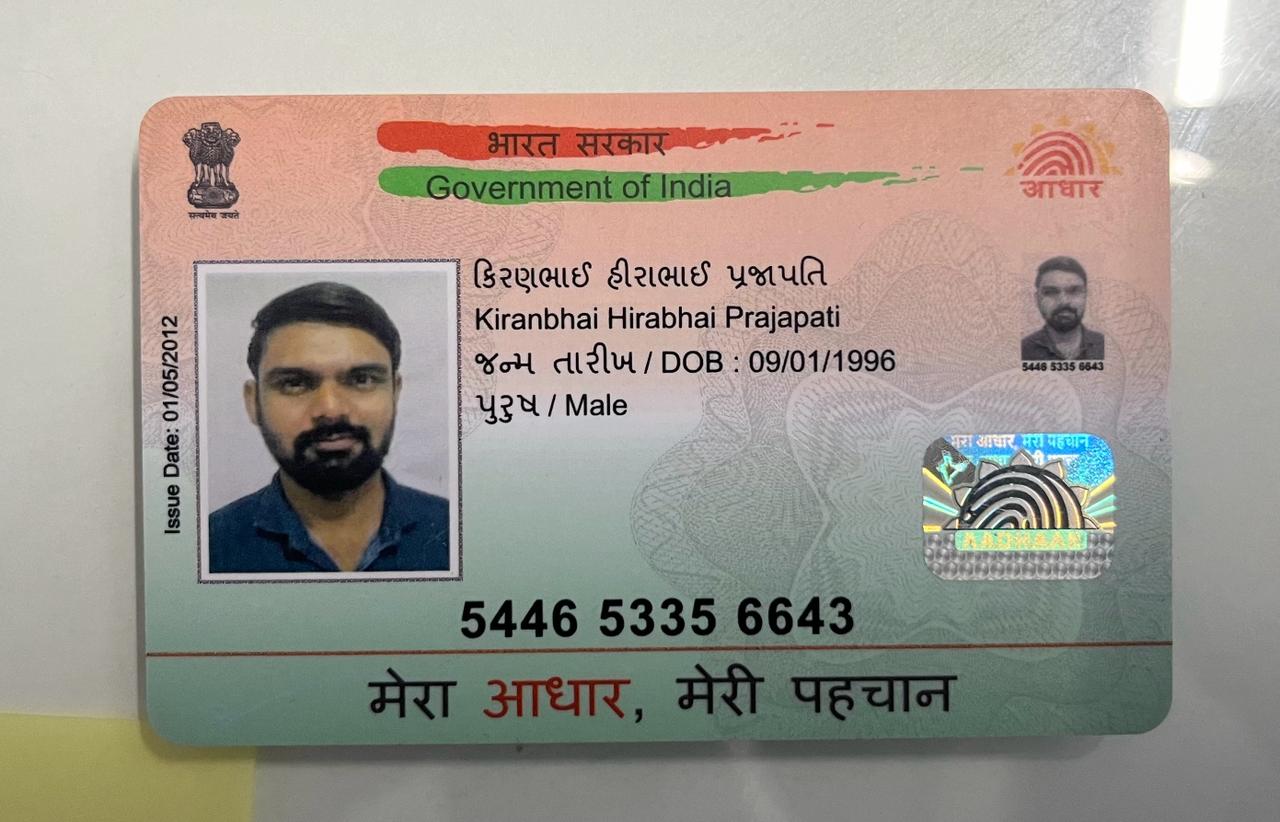 भारत सरकार
Government of India
सत्यमेव जयते
आधार
કિરણભાઈ હીરાભાઈ પ્રજાપતિ
Kiranbhai Hirabhai Prajapati
જન્મ તારીખ / DOB : 09/01/1996
પુરુષ / Male
Issue Date: 01/05/2012
5446 5335 6643
मेरा आधार, मेरी पहचान
AADHAAR
5446 5335 6643
मेरा आधार, मेरी पहचान